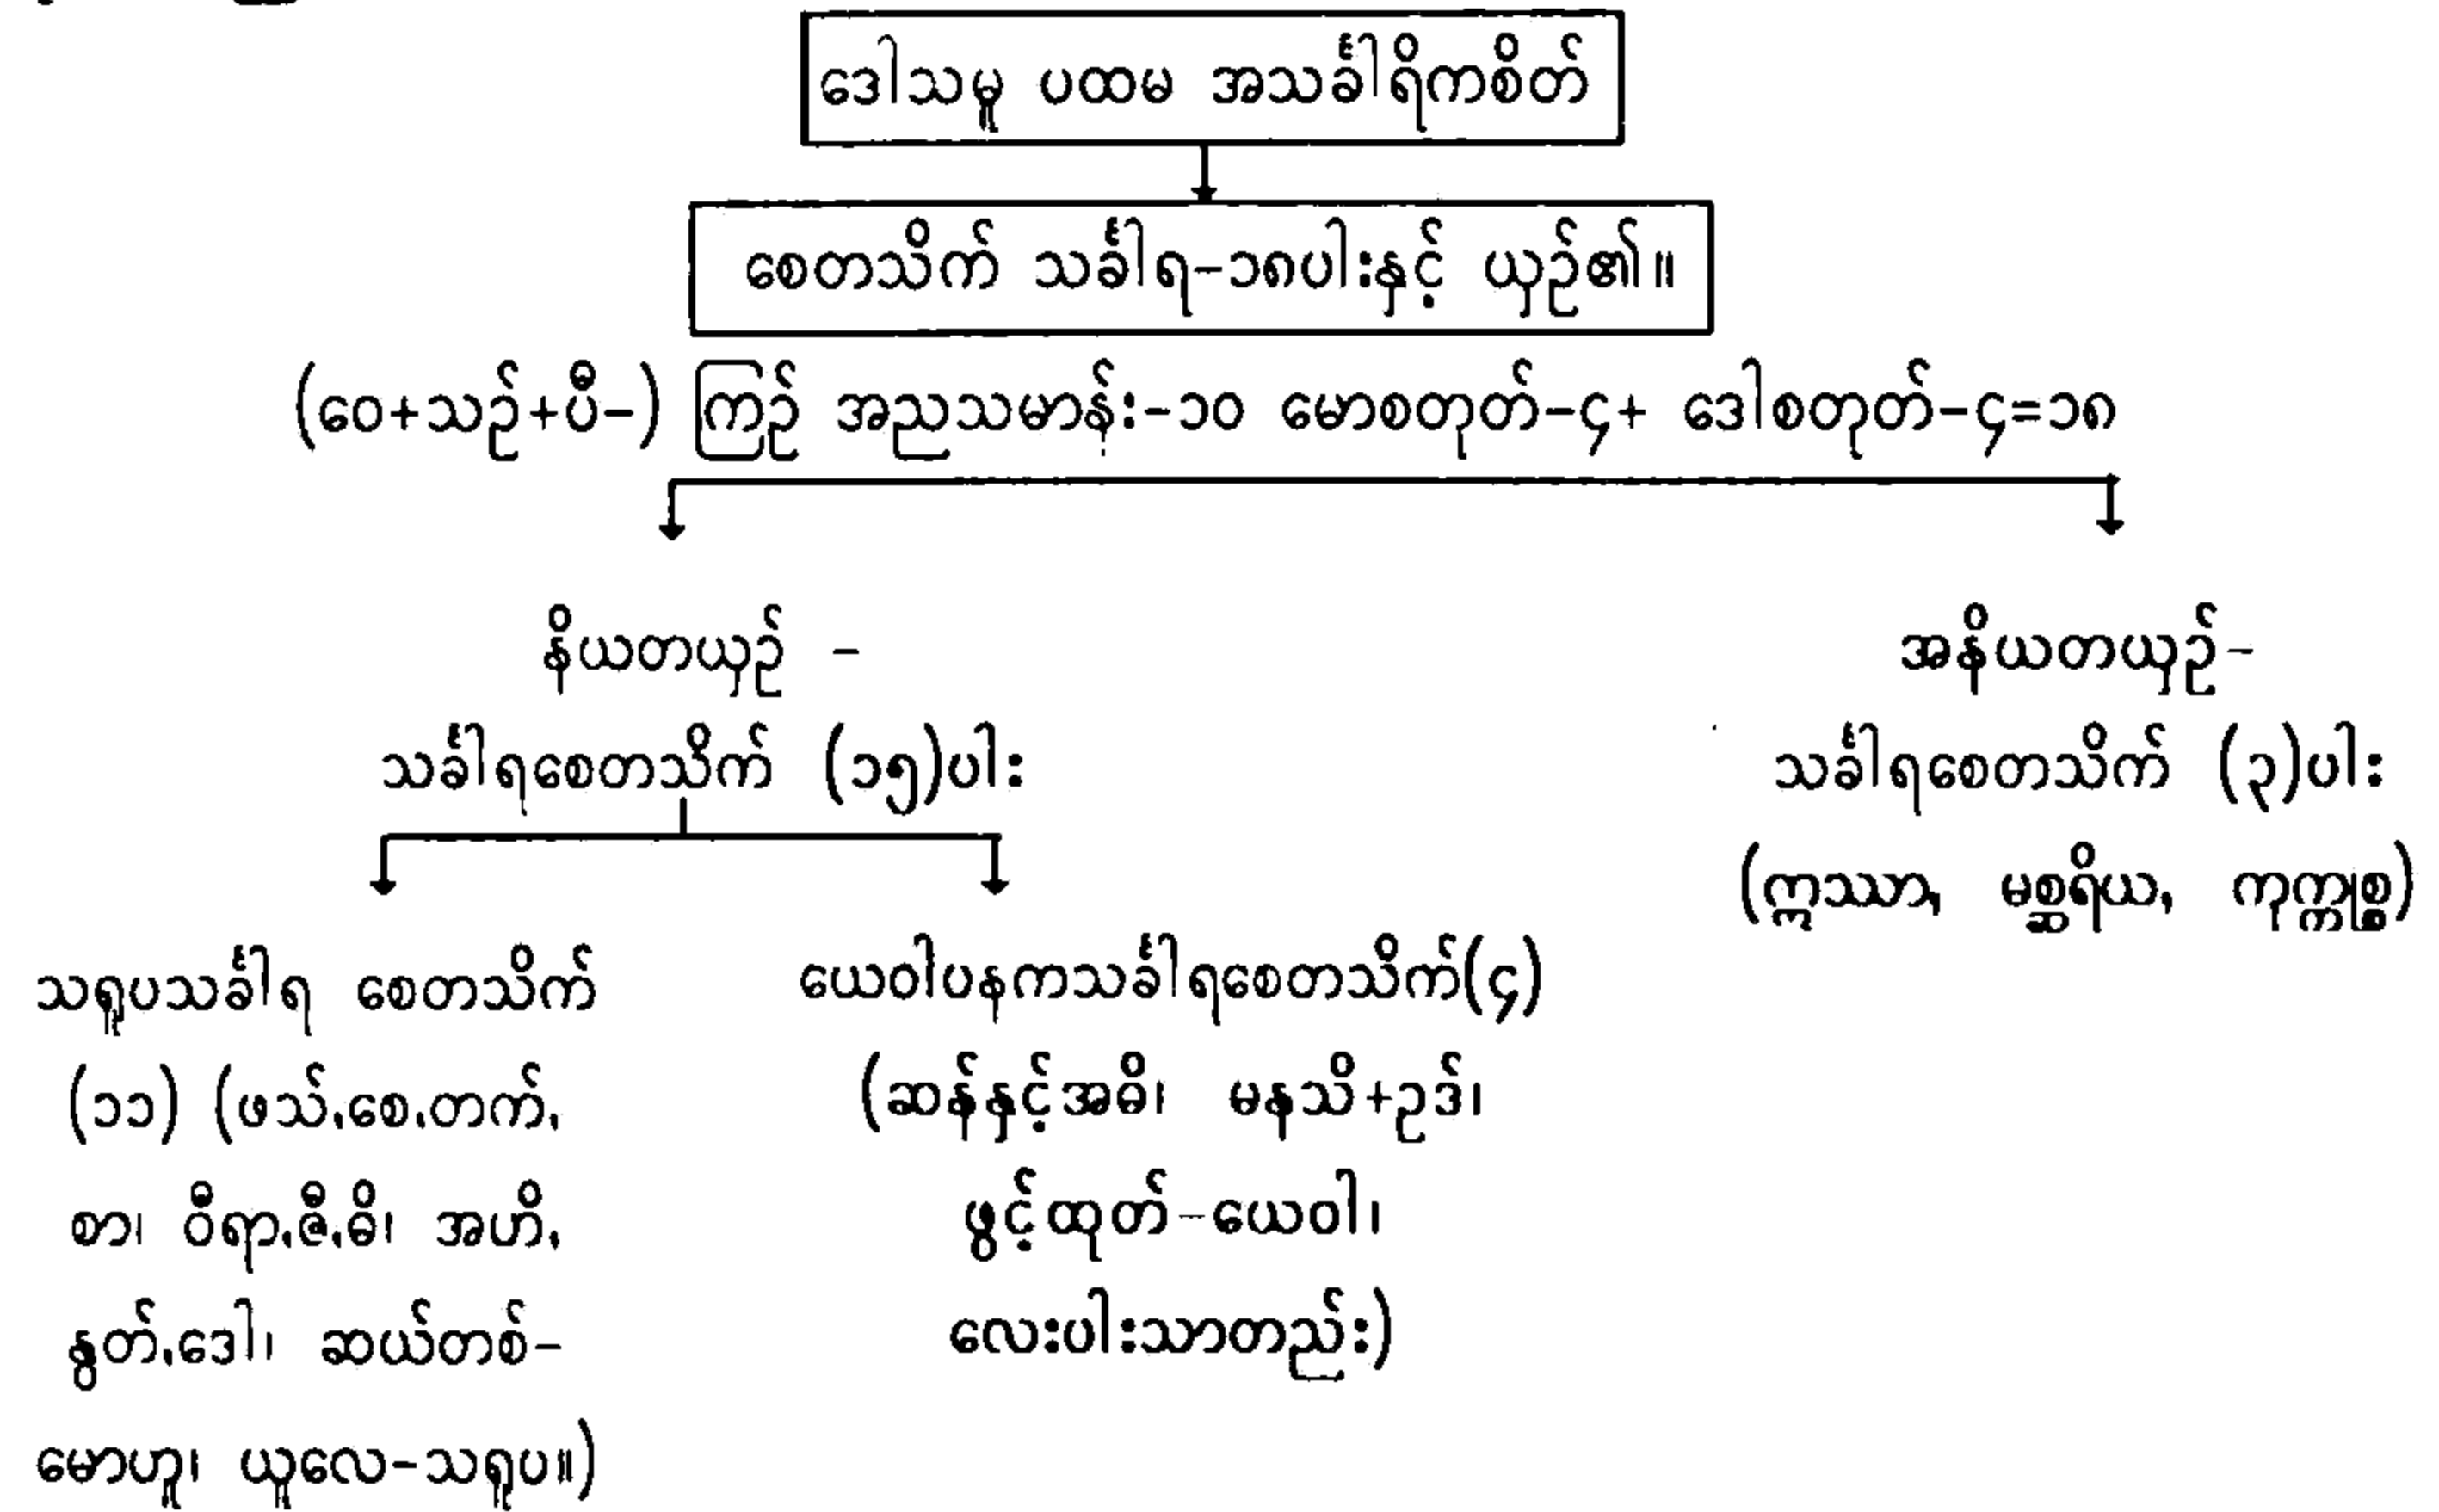 ဒေါသမူ ပထမ အသင်္ခါရိကစိတ်
စေတသိက် သင်္ခါရ-၁၈ပါးနှင့် ယှဉ်၏။
(ဝေ+သဉ်+ပီ-) ကြဉ် အညသမာန်း-၁၀ မောစတုတ်-၄+ ဒေါစတုတ်-၄=၁၈
နိယတယှဉ် -
သင်္ခါရစေတသိက် (၁၅)ပါး
အနိယတယှဉ်-
သင်္ခါရစေတသိက် (၃)ပါး
(ဣဿာ, မစ္ဆရိယ, ကုက္ကုစ္စ)
သရူပသင်္ခါရ စေတသိက်
(၁၁) (ဖဿ်,စေ,တက်,
စာ၊ ဝီရာ,ဇီ,ဓိ၊ အဟိ,
နွတ်,ဒေါ၊ ဆယ်တစ်-
မောဟူ၊ ယူလေ-သရုပ။)
ယေဝါပနကသင်္ခါရစေတသိက်(၄)
(ဆန်နှင့်အဓိ၊ မနသိ+ဥဒ်၊
ဖွင့်ထုတ်-ယေဝါ၊
လေးပါးသာတည်း)